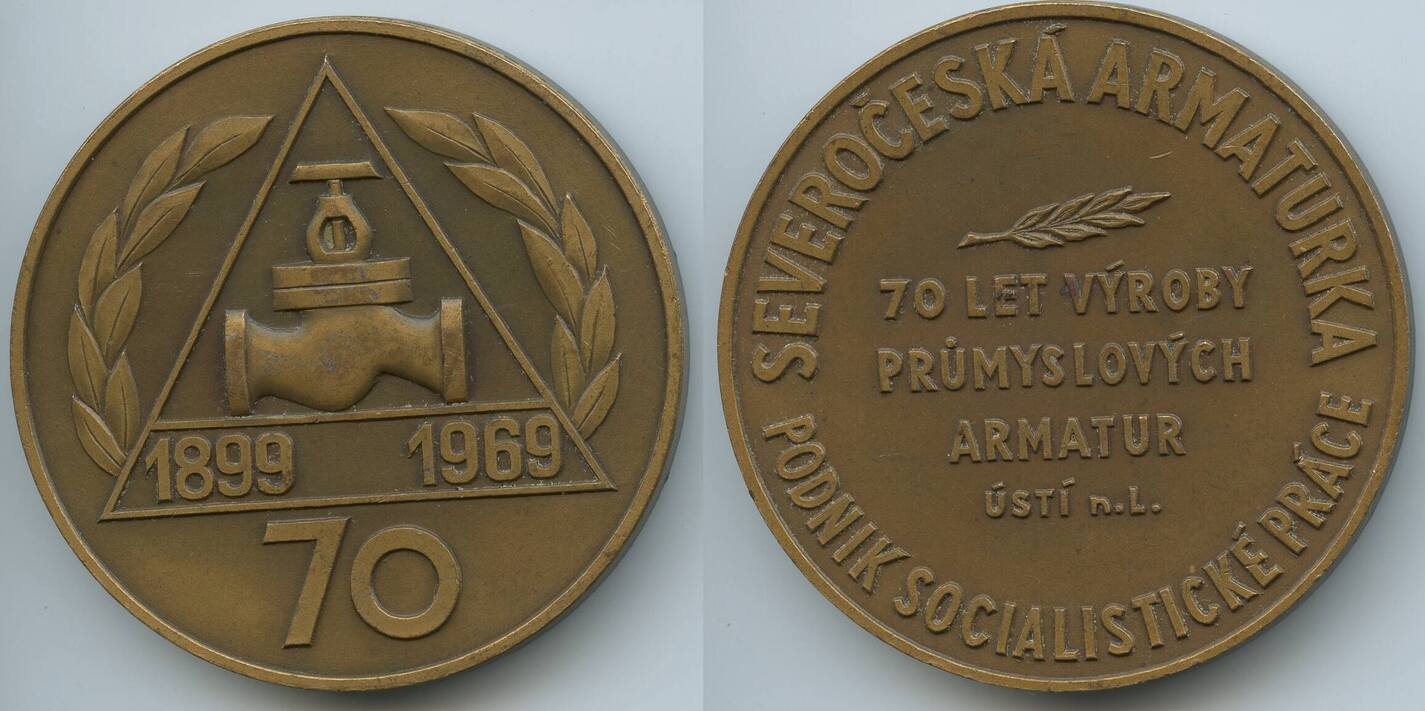 1899 1969
70
SEVEROČESKÁ ARMATURKA
70 LET VÝROBY
PRŮMYSLOVÝCH
ARMATUR
ÚSTÍ n.L.
PODNIK SOCIALISTICKÉ PRÁCE